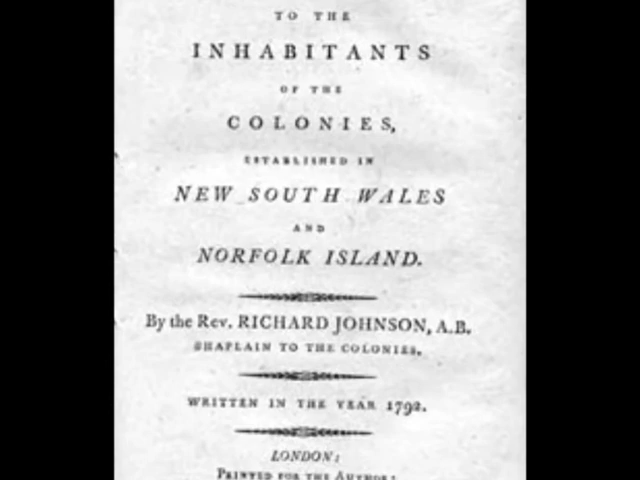 TO THE
INHABITANTS
OF THE
COLONIES,
ESTABLISHED IN
NEW SOUTH WALES
AND
NORFOLK ISLAND.
By the Rev. RICHARD JOHNSON, A.B.
CHAPLAIN TO THE COLONIES.
WRITTEN IN THE YEAR 1792.
LONDON:
PRINTED FOR THE AUTHOR;